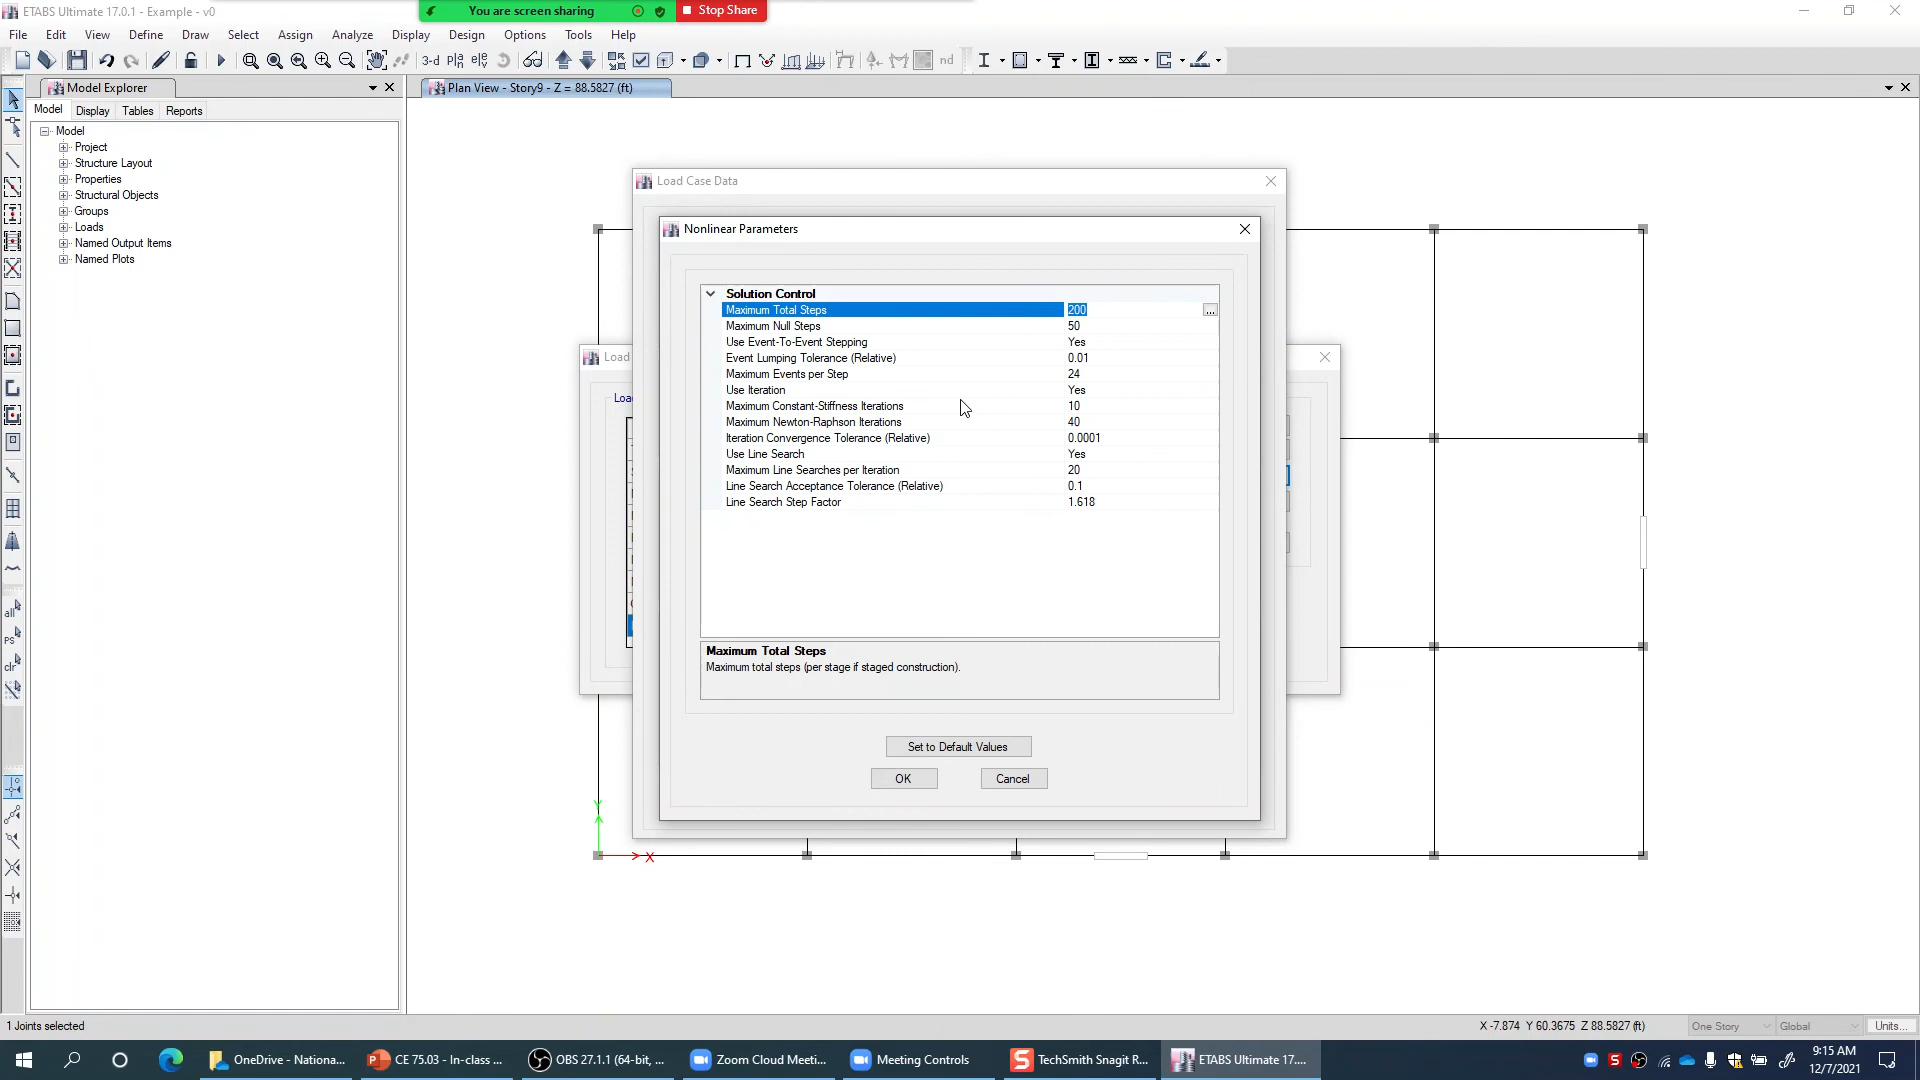 ETABS Ultimate 17.0.1 - Example - v0
You are screen sharing
Stop Share
File Edit View Define Draw Select Assign Analyze Display Design Options Tools Help
3-d
nd
Model Explorer
Plan View - Story9 - Z = 88.5827 (ft)
Model Display Tables Reports
Model
Project
Structure Layout
Properties
Structural Objects
Groups
Loads
Named Output Items
Named Plots
Load Case Data
Nonlinear Parameters
Solution Control
Maximum Total Steps 200 ...
Maximum Null Steps 50
Use Event-To-Event Stepping Yes
Event Lumping Tolerance (Relative) 0.01
Maximum Events per Step 24
Use Iteration Yes
Maximum Constant-Stiffness Iterations 10
Maximum Newton-Raphson Iterations 40
Iteration Convergence Tolerance (Relative) 0.0001
Use Line Search Yes
Maximum Line Searches per Iteration 20
Line Search Acceptance Tolerance (Relative) 0.1
Line Search Step Factor 1.618
Load
Maximum Total Steps
Maximum total steps (per stage if staged construction).
Set to Default Values
OK Cancel
all
PS
clr
Y
X
1 Joints selected
X -7.874 Y 60.3675 Z 88.5827 (ft)
One Story
Global
Units...
OneDrive - Nationa...
CE 75.03 - In-class ...
OBS 27.1.1 (64-bit, ...
Zoom Cloud Meeti...
Meeting Controls
TechSmith Snagit R...
ETABS Ultimate 17....
9:15 AM
12/7/2021